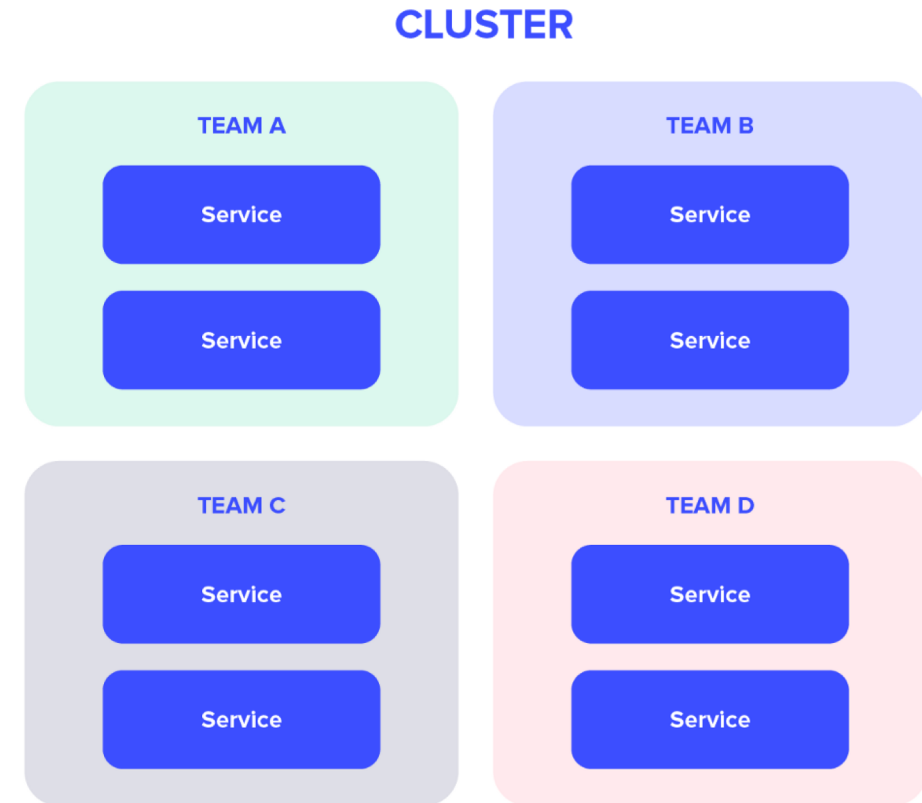 CLUSTER
TEAM A
Service
Service
TEAM B
Service
Service
TEAM C
Service
Service
TEAM D
Service
Service